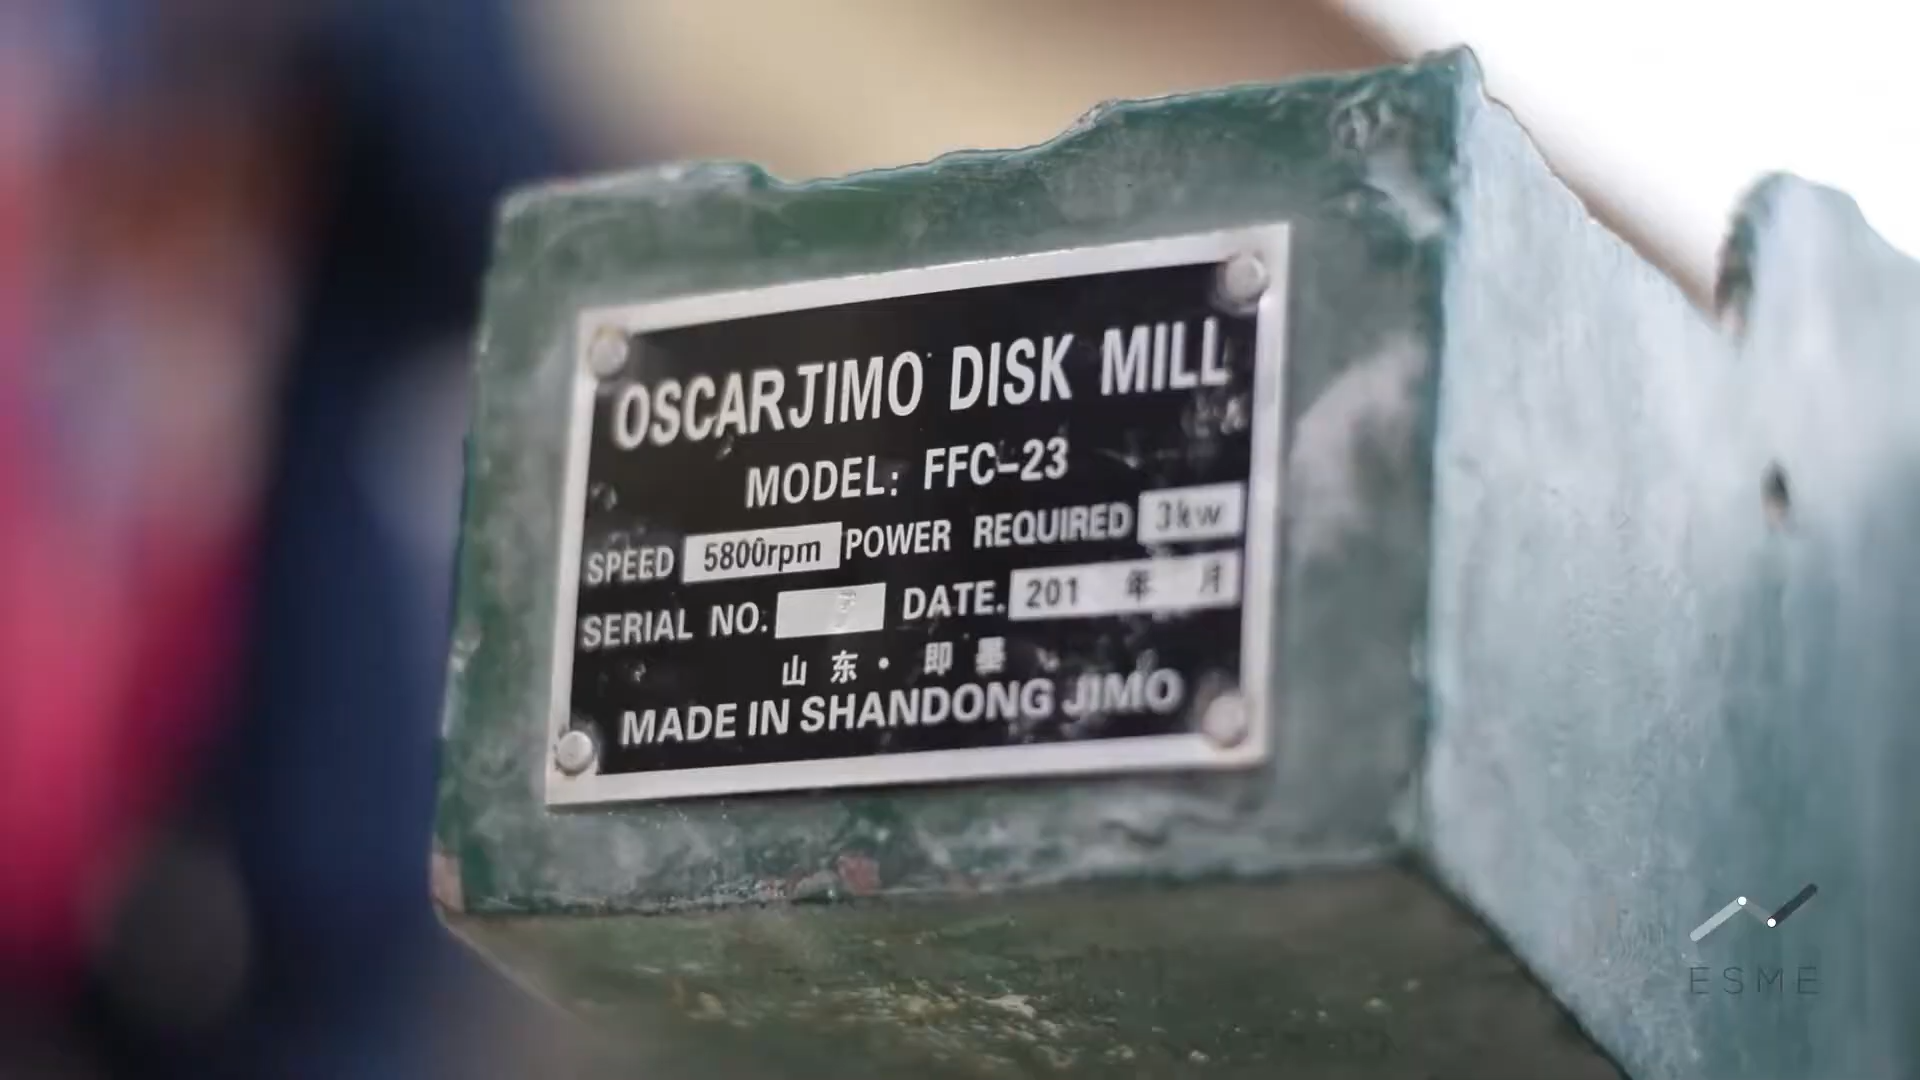 OSCARJIMO DISK MILL
MODEL: FFC-23
SPEED 5800rpm POWER REQUIRED 3kw
SERIAL NO. DATE. 201 年 月
山东·即墨
MADE IN SHANDONG JIMO
ESME